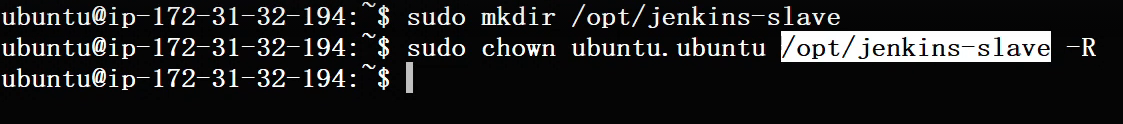 ubuntu@ip-172-31-32-194:~$ sudo mkdir /opt/jenkins-slave
ubuntu@ip-172-31-32-194:~$ sudo chown ubuntu.ubuntu /opt/jenkins-slave -R
ubuntu@ip-172-31-32-194:~$